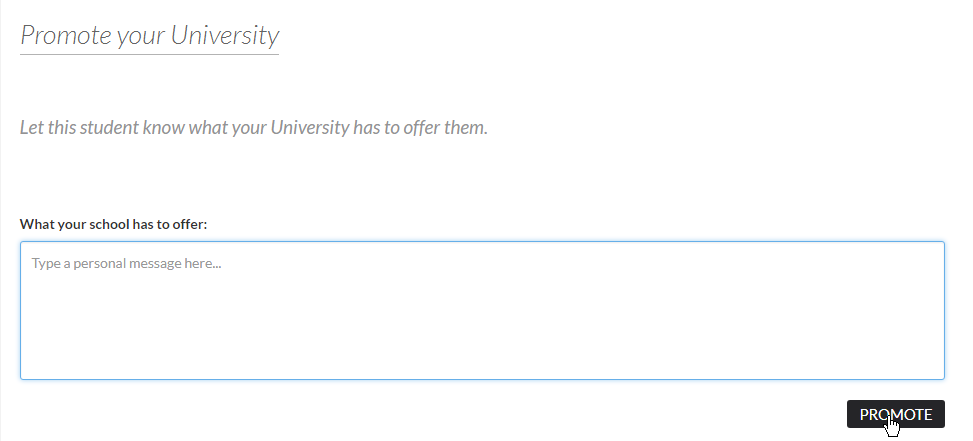 Promote your University
Let this student know what your University has to offer them.
What your school has to offer:
Type a personal message here...
PROMOTE